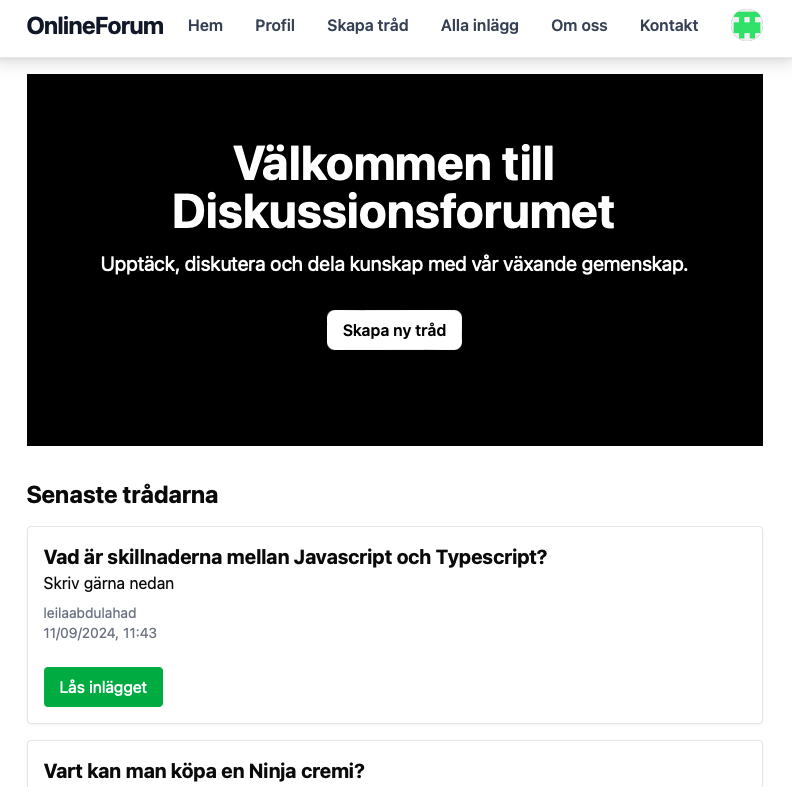 OnlineForum Hem Profil Skapa tråd Alla inlägg Om oss Kontakt
Välkommen till
Diskussionsforumet
Upptäck, diskutera och dela kunskap med vår växande gemenskap.
Skapa ny tråd
Senaste trådarna
Vad är skillnaderna mellan Javascript och Typescript?
Skriv gärna nedan
leilaabdulahad
11/09/2024, 11:43
Lås inlägget
Vart kan man köpa en Ninja cremi?